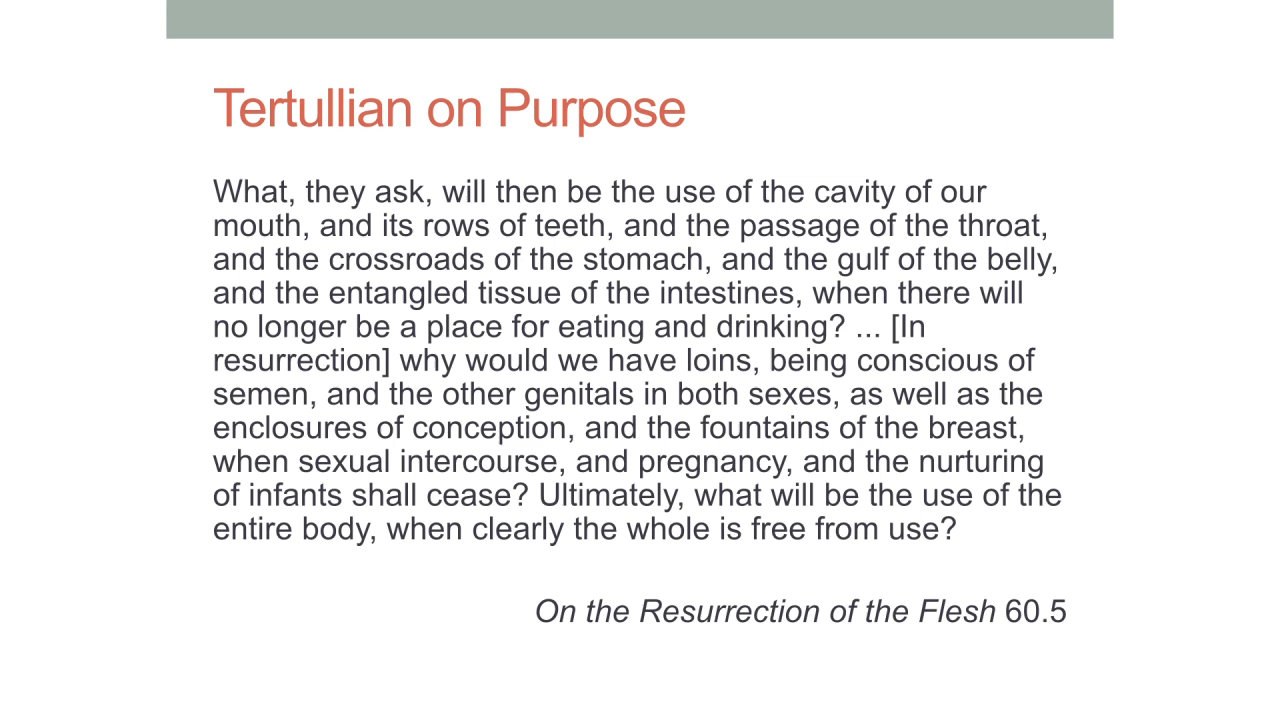 Tertullian on Purpose
What, they ask, will then be the use of the cavity of our
mouth, and its rows of teeth, and the passage of the throat,
and the crossroads of the stomach, and the gulf of the belly,
and the entangled tissue of the intestines, when there will
no longer be a place for eating and drinking? ... [In
resurrection] why would we have loins, being conscious of
semen, and the other genitals in both sexes, as well as the
enclosures of conception, and the fountains of the breast,
when sexual intercourse, and pregnancy, and the nurturing
of infants shall cease? Ultimately, what will be the use of the
entire body, when clearly the whole is free from use?
On the Resurrection of the Flesh 60.5